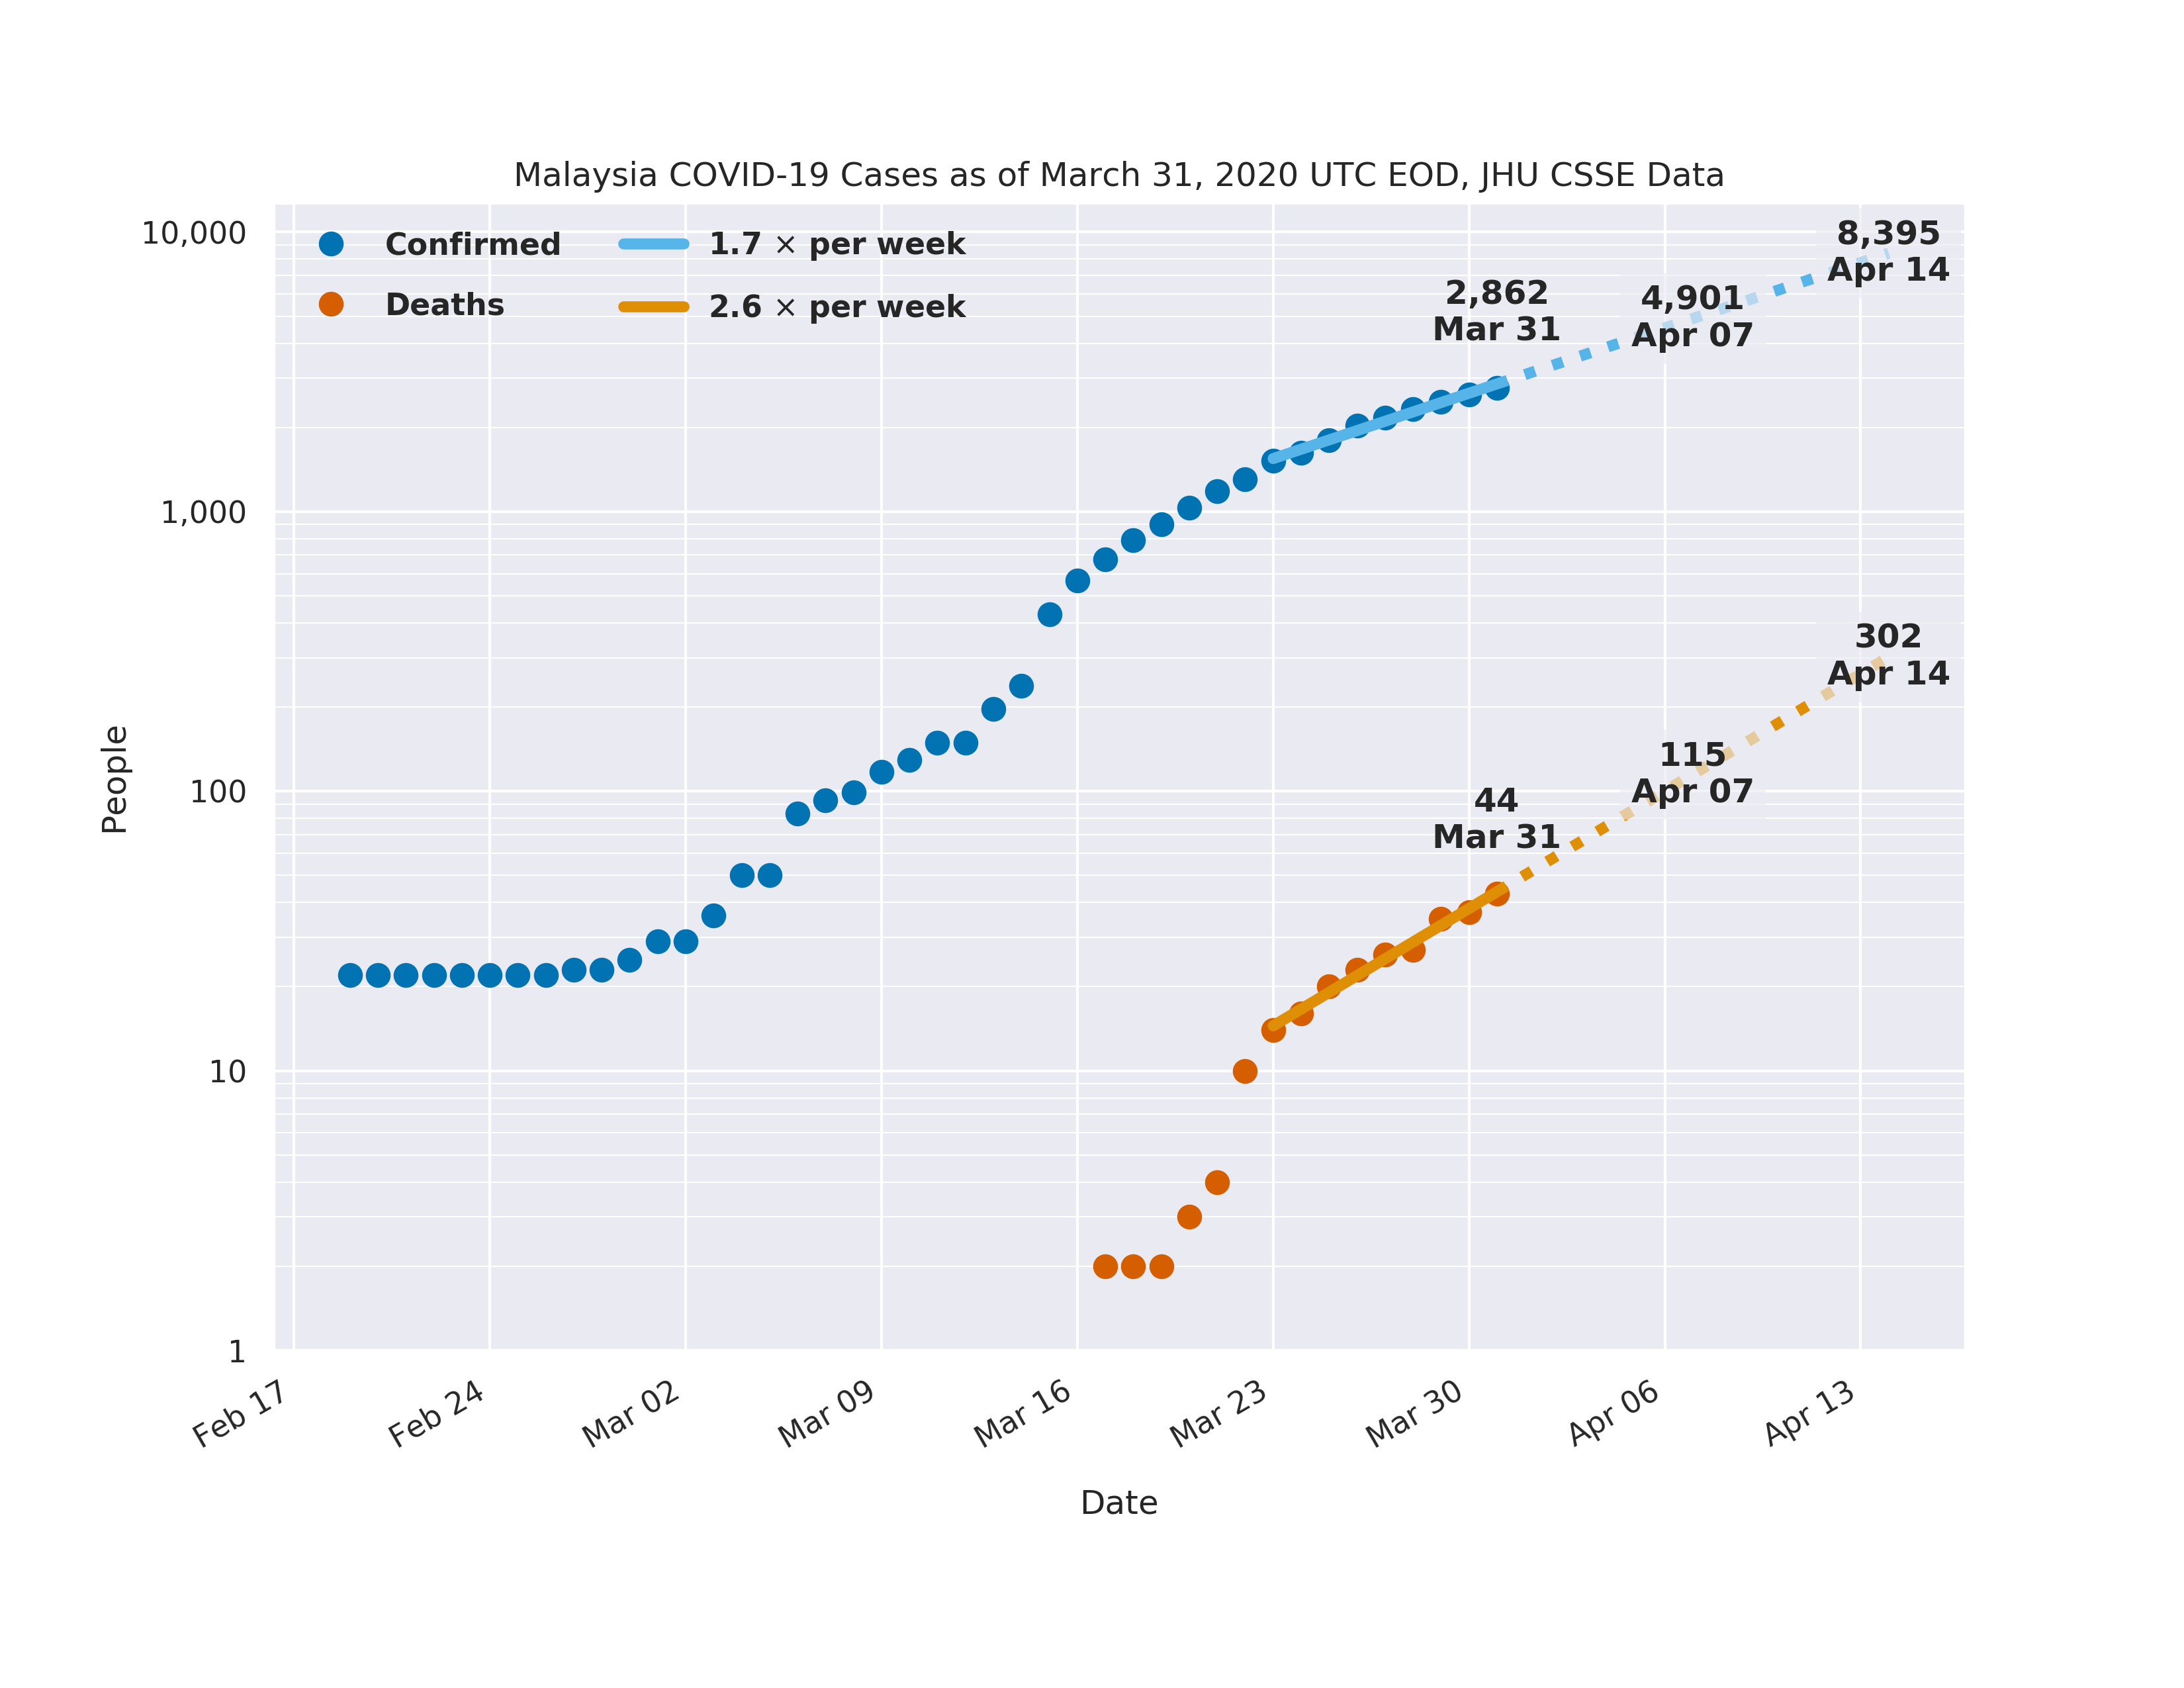 Malaysia COVID-19 Cases as of March 31, 2020 UTC EOD, JHU CSSE Data
10,000
1,000
100
10
1
People
Confirmed
Deaths
1.7 × per week
2.6 × per week
2,862
Mar 31
4,901
Apr 07
8,395
Apr 14
44
Mar 31
115
Apr 07
302
Apr 14
Feb 17
Feb 24
Mar 02
Mar 09
Mar 16
Mar 23
Mar 30
Apr 06
Apr 13
Date